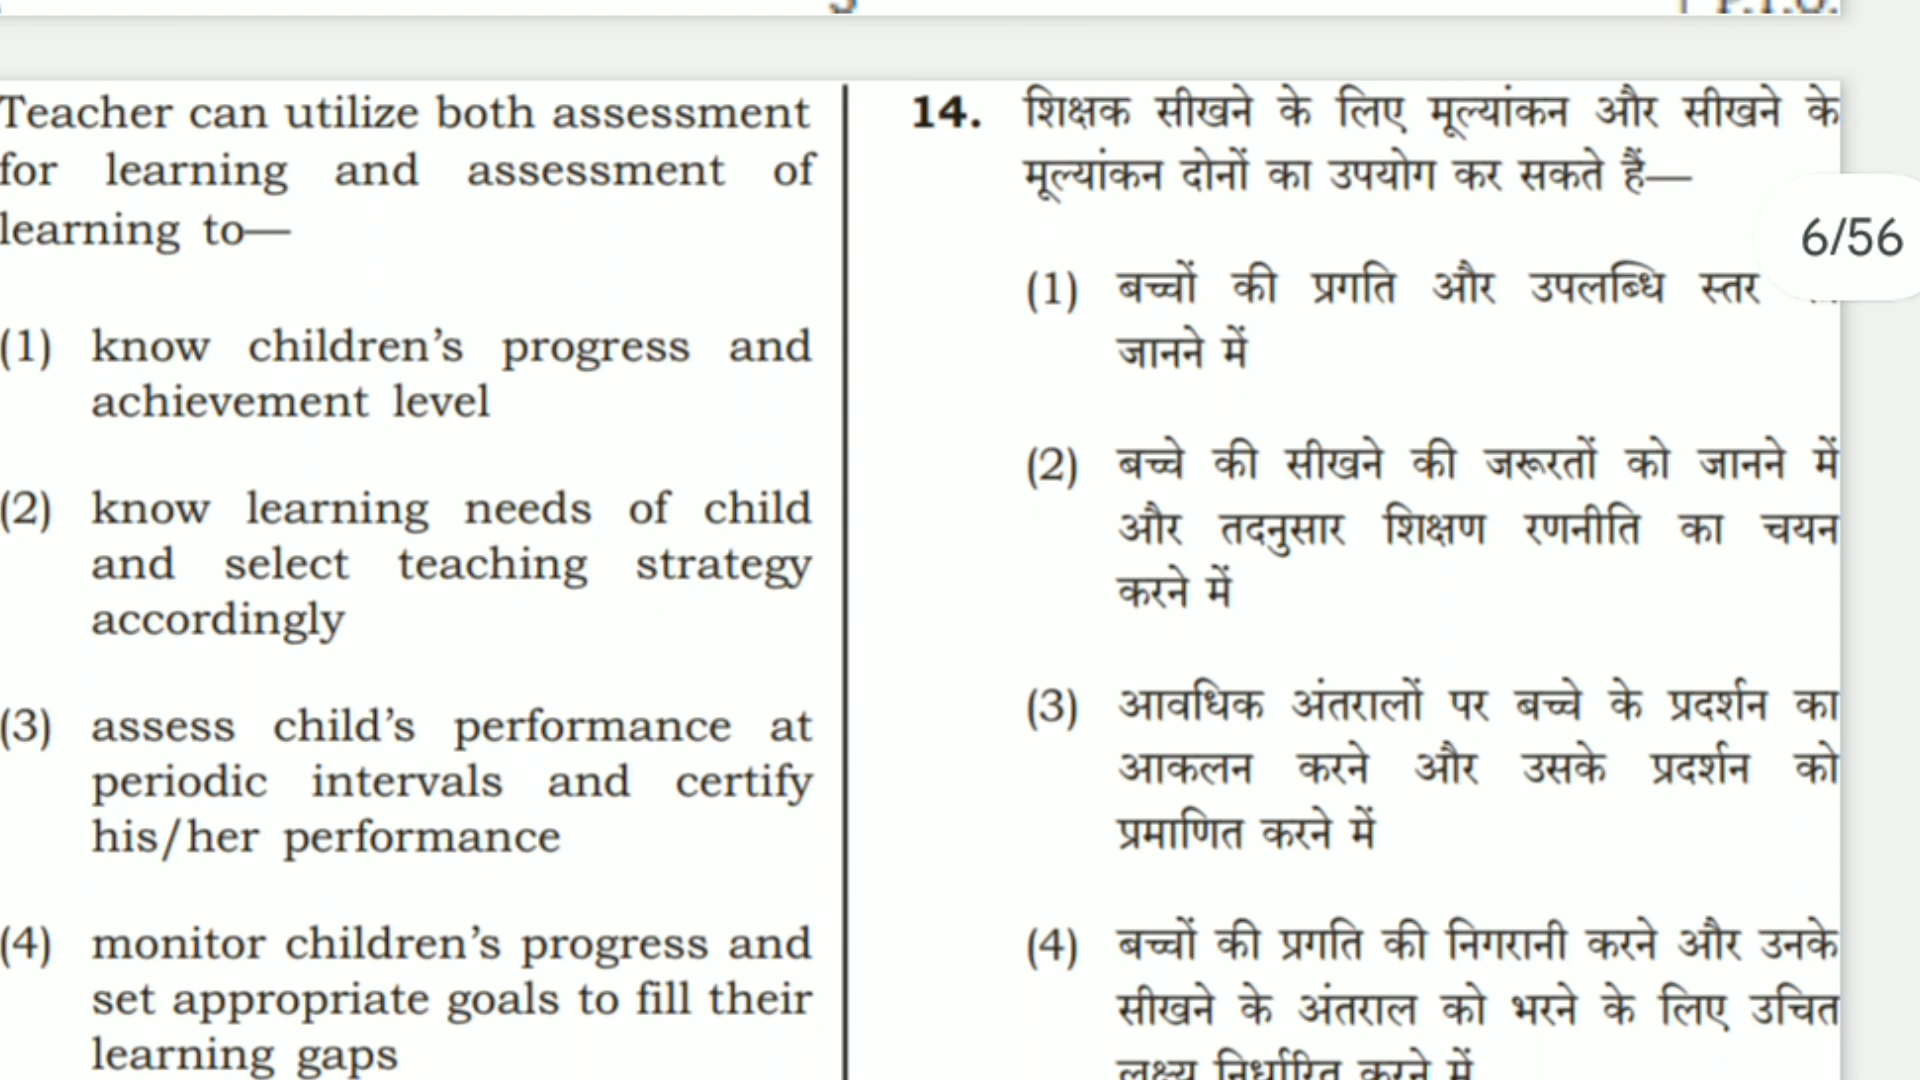 Teacher can utilize both assessment
for learning and assessment of
learning to—
(1) know children's progress and
achievement level
(2) know learning needs of child
and select teaching strategy
accordingly
(3) assess child's performance at
periodic intervals and certify
his/her performance
(4) monitor children's progress and
set appropriate goals to fill their
learning gaps
14. शिक्षक सीखने के लिए मूल्यांकन और सीखने के
मूल्यांकन दोनों का उपयोग कर सकते हैं—
(1) बच्चों की प्रगति और उपलब्धि स्तर
जानने में
(2) बच्चे की सीखने की जरूरतों को जानने में
और तदनुसार शिक्षण रणनीति का चयन
करने में
(3) आवधिक अंतरालों पर बच्चे के प्रदर्शन का
आकलन करने और उसके प्रदर्शन को
प्रमाणित करने में
(4) बच्चों की प्रगति की निगरानी करने और उनके
सीखने के अंतराल को भरने के लिए उचित
लक्ष्य निर्धारित करने में
6/56